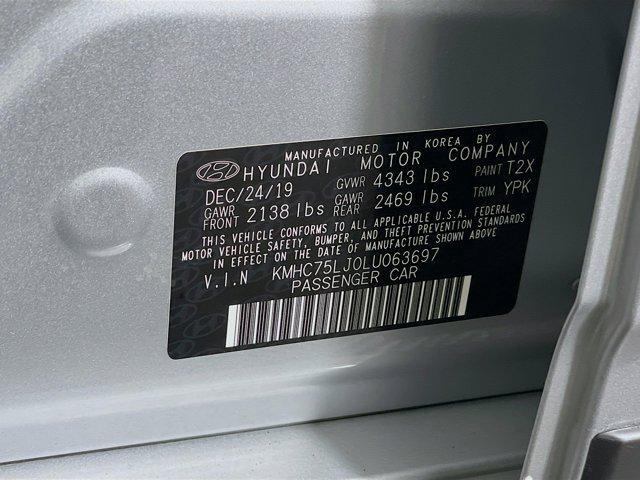 MANUFACTURED IN KOREA BY
HYUNDAI MOTOR COMPANY
DEC/24/19 GVWR 4343 lbs PAINT T2X
GAWR FRONT 2138 lbs GAWR REAR 2469 lbs TRIM YPK
THIS VEHICLE CONFORMS TO ALL APPLICABLE U.S.A. FEDERAL
MOTOR VEHICLE SAFETY, BUMPER, AND THEFT PREVENTION STANDARDS
IN EFFECT ON THE DATE OF MANUFACTURE SHOWN ABOVE.
V.I.N KMHC75LJ0LU063697
PASSENGER CAR